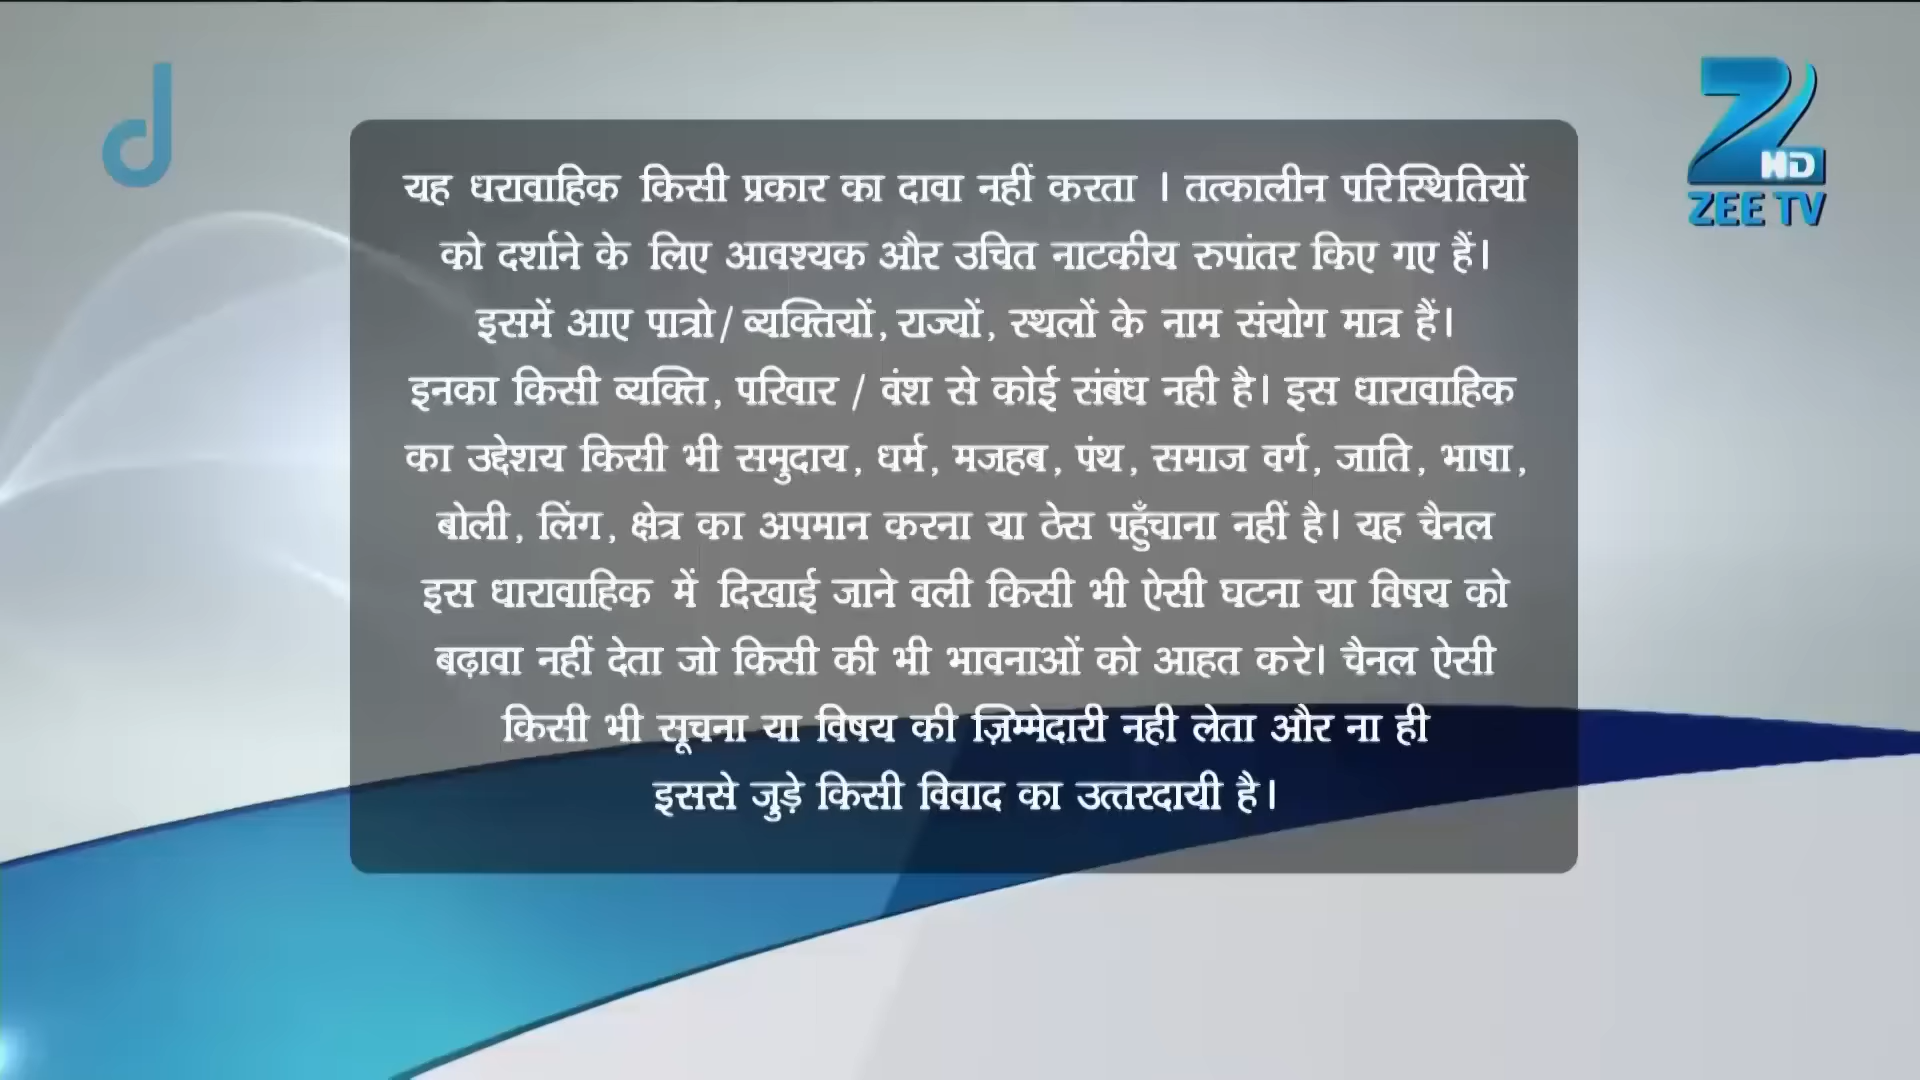 d
Z
HD
ZEE TV
यह धरावाहिक किसी प्रकार का दावा नहीं करता । तत्कालीन परिस्थितियों
को दर्शाने के लिए आवश्यक और उचित नाटकीय रुपांतर किए गए हैं।
इसमें आए पात्रो/व्यक्तियों, राज्यों, स्थलों के नाम संयोग मात्र हैं।
इनका किसी व्यक्ति, परिवार / वंश से कोई संबंध नही है। इस धारावाहिक
का उद्देशय किसी भी समुदाय, धर्म, मजहब, पंथ, समाज वर्ग, जाति, भाषा,
बोली, लिंग, क्षेत्र का अपमान करना या ठेस पहुँचाना नहीं है। यह चैनल
इस धारावाहिक में दिखाई जाने वली किसी भी ऐसी घटना या विषय को
बढ़ावा नहीं देता जो किसी की भी भावनाओं को आहत करे। चैनल ऐसी
किसी भी सूचना या विषय की ज़िम्मेदारी नही लेता और ना ही
इससे जुड़े किसी विवाद का उत्तरदायी है।